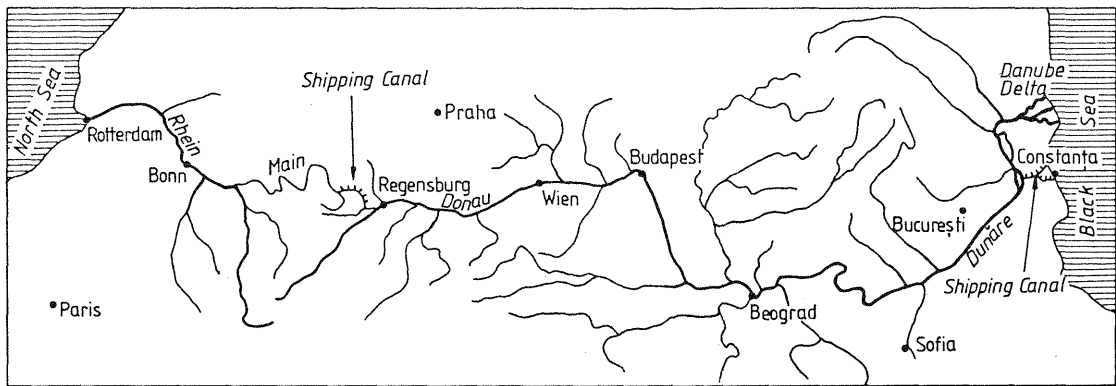 North Sea
Rotterdam
Rhein
Bonn
Main
Shipping Canal
Praha
Regensburg
Donau
Wien
Budapest
Paris
Beograd
Sofia
București
Dunăre
Shipping Canal
Constanta
Danube
Delta
Black Sea